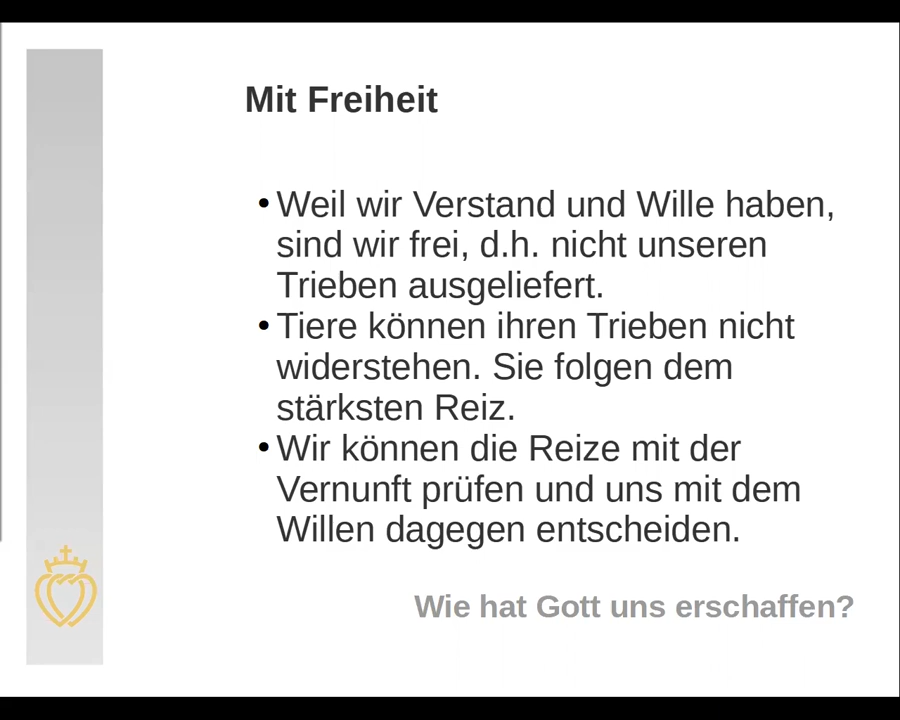 Mit Freiheit
• Weil wir Verstand und Wille haben,
sind wir frei, d.h. nicht unseren
Trieben ausgeliefert.
• Tiere können ihren Trieben nicht
widerstehen. Sie folgen dem
stärksten Reiz.
• Wir können die Reize mit der
Vernunft prüfen und uns mit dem
Willen dagegen entscheiden.
Wie hat Gott uns erschaffen?